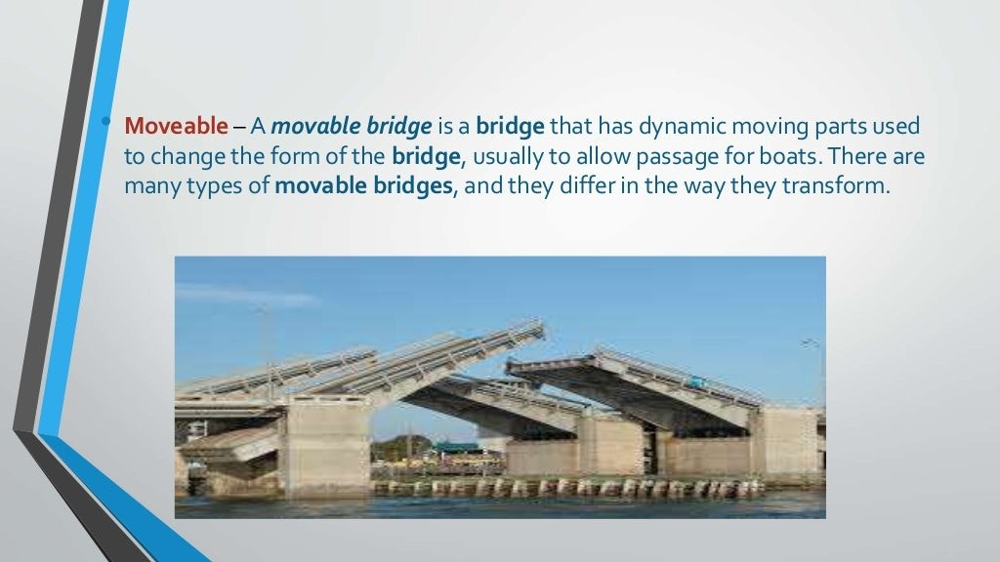 Moveable – A movable bridge is a bridge that has dynamic moving parts used
to change the form of the bridge, usually to allow passage for boats. There are
many types of movable bridges, and they differ in the way they transform.